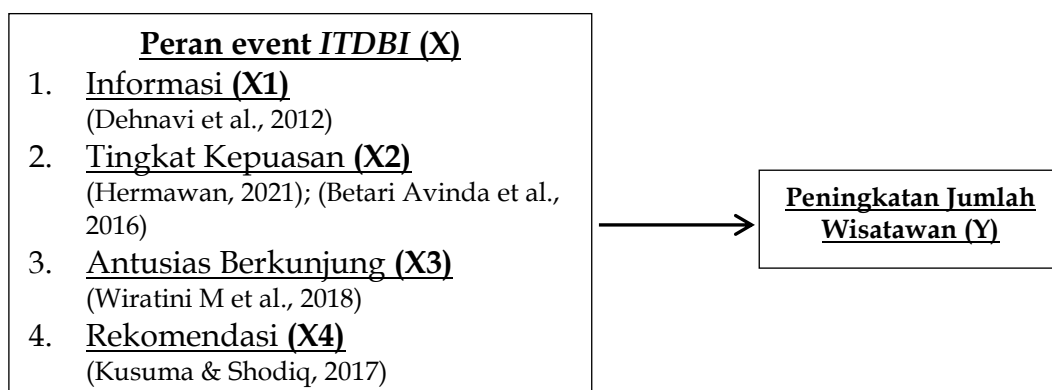 Peran event ITDBI (X)
1. Informasi (X1)
(Dehnavi et al., 2012)
2. Tingkat Kepuasan (X2)
(Hermawan, 2021); (Betari Avinda et al.,
2016)
3. Antusias Berkunjung (X3)
(Wiratini M et al., 2018)
4. Rekomendasi (X4)
(Kusuma & Shodiq, 2017)
Peningkatan Jumlah
Wisatawan (Y)